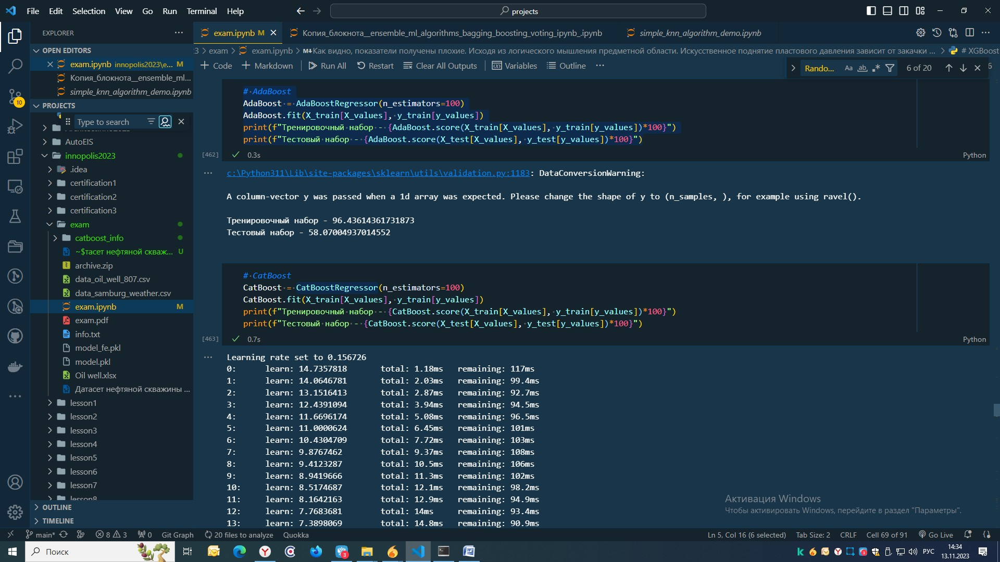 File Edit Selection View Go Run Terminal Help
projects
EXPLORER
OPEN EDITORS
exam.ipynb innopolis2023\e... M
Копия_блокнота__ensemble_ml...
simple_knn_algorithm_demo.ipynb
PROJECTS
Type to search
AutoEIS
innopolis2023
.idea
certification1
certification2
certification3
exam
catboost_info
~$тасет нефтяной скваж... U
archive.zip
data_oil_well_807.csv
data_samburg_weather.csv
exam.ipynb M
exam.pdf
info.txt
model_fe.pkl
model.pkl
Oil well.xlsx
Датасет нефтяной скважины ...
lesson1
lesson2
lesson3
lesson4
lesson5
lesson6
lesson7
lesson8
OUTLINE
TIMELINE
exam.ipynb M
Копия_блокнота__ensemble_ml_algorithms_bagging_boosting_voting_ipynb_.ipynb
simple_knn_algorithm_demo.ipynb
exam > exam.ipynb > M↓Как видно, показатели получены плохие. Исходя из логического мышления предметной области. Искусственное поднятие пластового давления зависит от закачки ... > # XGBoost
+ Code + Markdown Run All Restart Clear All Outputs Variables Outline ...
Rando... Aa ab 6 of 20
# AdaBoost
AdaBoost = AdaBoostRegressor(n_estimators=100)
AdaBoost.fit(X_train[X_values], y_train[y_values])
print(f"Тренировочный набор - {AdaBoost.score(X_train[X_values], y_train[y_values])*100}")
print(f"Тестовый набор - {AdaBoost.score(X_test[X_values], y_test[y_values])*100}")
[462] 0.3s Python
c:\Python311\Lib\site-packages\sklearn\utils\validation.py:1183: DataConversionWarning:
A column-vector y was passed when a 1d array was expected. Please change the shape of y to (n_samples, ), for example using ravel().
Тренировочный набор - 96.43614361731873
Тестовый набор - 58.07004937014552
# CatBoost
CatBoost = CatBoostRegressor(n_estimators=100)
CatBoost.fit(X_train[X_values], y_train[y_values])
print(f"Тренировочный набор - {CatBoost.score(X_train[X_values], y_train[y_values])*100}")
print(f"Тестовый набор - {CatBoost.score(X_test[X_values], y_test[y_values])*100}")
[463] 0.7s Python
Learning rate set to 0.156726
0: learn: 14.7357818 total: 1.18ms remaining: 117ms
1: learn: 14.0646781 total: 2.03ms remaining: 99.4ms
2: learn: 13.1516413 total: 2.87ms remaining: 92.7ms
3: learn: 12.4391094 total: 3.94ms remaining: 94.5ms
4: learn: 11.6696174 total: 5.08ms remaining: 96.5ms
5: learn: 11.0000624 total: 6.45ms remaining: 101ms
6: learn: 10.4304709 total: 7.72ms remaining: 103ms
7: learn: 9.8767462 total: 9.37ms remaining: 108ms
8: learn: 9.4123287 total: 10.5ms remaining: 106ms
9: learn: 8.9419666 total: 11.3ms remaining: 102ms
10: learn: 8.5174687 total: 12.1ms remaining: 98.2ms
11: learn: 8.1642163 total: 12.9ms remaining: 94.9ms
12: learn: 7.7683681 total: 14ms remaining: 93.4ms
13: learn: 7.3898069 total: 14.8ms remaining: 90.9ms
Активация Windows
Чтобы активировать Windows, перейдите в раздел "Параметры".
main* 8 3 0 Git Graph 20 files to analyze Quokka
Ln 5, Col 16 (6 selected) Tab Size: 2 CRLF Cell 69 of 91 Go Live
10
Поиск
3
РУС
14:34
13.11.2023